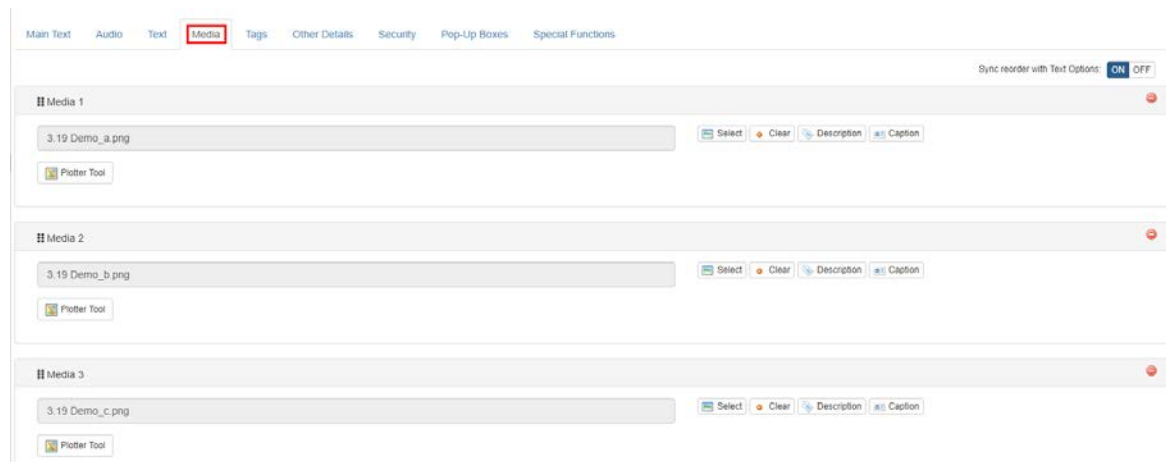 Main Text Audio Text Media Tags Other Details Security Pop-Up Boxes Special Functions
Sync reorder with Text Options: ON OFF
Media 1
3.19 Demo_a.png Select Clear Description Caption
Plotter Tool
Media 2
3.19 Demo_b.png Select Clear Description Caption
Plotter Tool
Media 3
3.19 Demo_c.png Select Clear Description Caption
Plotter Tool